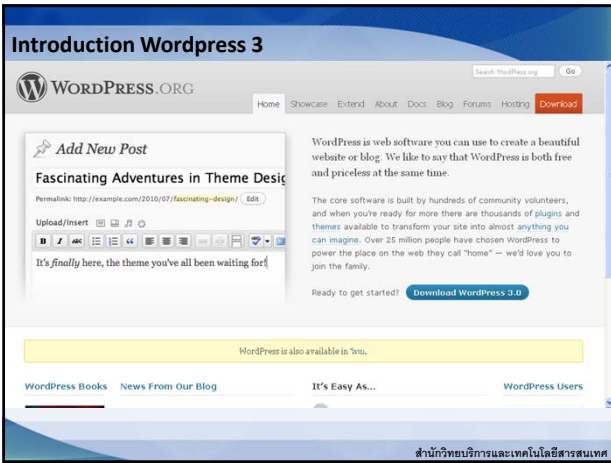 Introduction Wordpress 3
Search WordPress.org Go
WORDPRESS.ORG
Home Showcase Extend About Docs Blog Forums Hosting Download
Add New Post
Fascinating Adventures in Theme Desig
Permalink: http://example.com/2010/07/fascinating-design/ Edit
Upload/Insert
B I ABC
It's finally here, the theme you've all been waiting for!
WordPress is web software you can use to create a beautiful
website or blog. We like to say that WordPress is both free
and priceless at the same time.
The core software is built by hundreds of community volunteers,
and when you're ready for more there are thousands of plugins and
themes available to transform your site into almost anything you
can imagine. Over 25 million people have chosen WordPress to
power the place on the web they call "home" — we'd love you to
join the family.
Ready to get started? Download WordPress 3.0
WordPress is also available in ไทย.
WordPress Books News From Our Blog It's Easy As... WordPress Users
สำนักวิทยบริการและเทคโนโลยีสารสนเทศ